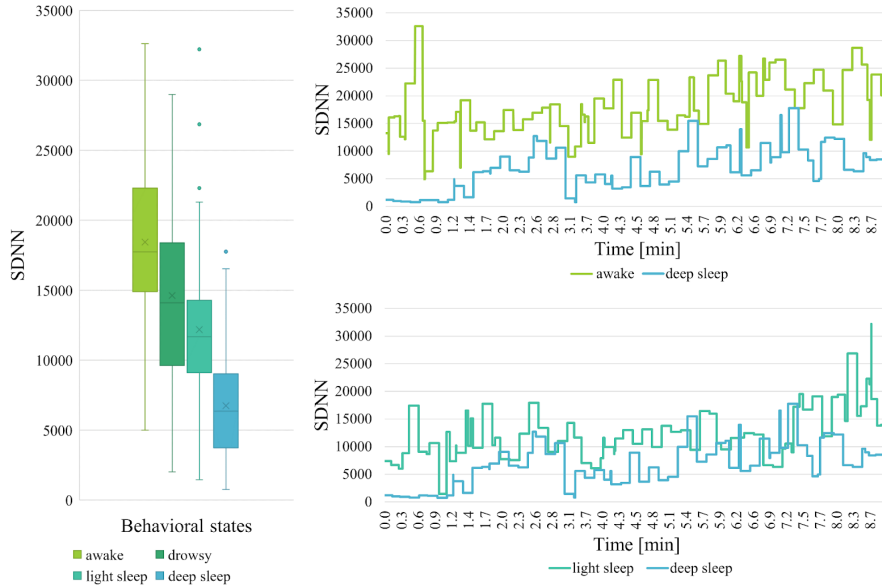 35000
30000
25000
20000
15000
10000
5000
0
SDNN
Behavioral states
awake
drowsy
light sleep
deep sleep
35000
30000
25000
20000
15000
10000
5000
0
SDNN
0.0 0.3 0.6 0.9 1.2 1.4 1.7 2.0 2.3 2.6 2.8 3.1 3.4 4.0 4.3 4.5 4.8 5.1 5.4 5.7 5.9 6.2 6.4 6.9 7.2 7.4 7.7 8.0 8.3 8.7
Time [min]
awake deep sleep
35000
30000
25000
20000
15000
10000
5000
0
SDNN
0.0 0.3 0.6 0.9 1.2 1.4 1.7 2.0 2.3 2.6 2.8 3.1 3.4 4.0 4.3 4.5 4.8 5.1 5.4 5.7 5.9 6.2 6.4 6.9 7.2 7.4 7.7 8.0 8.3 8.7
Time [min]
light sleep deep sleep